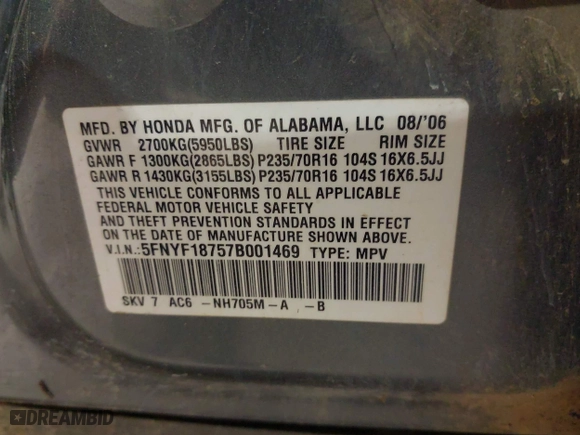 MFD. BY HONDA MFG. OF ALABAMA, LLC 08/'06
GVWR 2700KG(5950LBS) TIRE SIZE RIM SIZE
GAWR F 1300KG(2865LBS) P235/70R16 104S 16X6.5JJ
GAWR R 1430KG(3155LBS) P235/70R16 104S 16X6.5JJ
THIS VEHICLE CONFORMS TO ALL APPLICABLE
FEDERAL MOTOR VEHICLE SAFETY
AND THEFT PREVENTION STANDARDS IN EFFECT
ON THE DATE OF MANUFACTURE SHOWN ABOVE.
V.I.N.: 5FNYF18757B001469 TYPE: MPV
SKV 7 AC6 -NH705M-A -B
DREAMBID